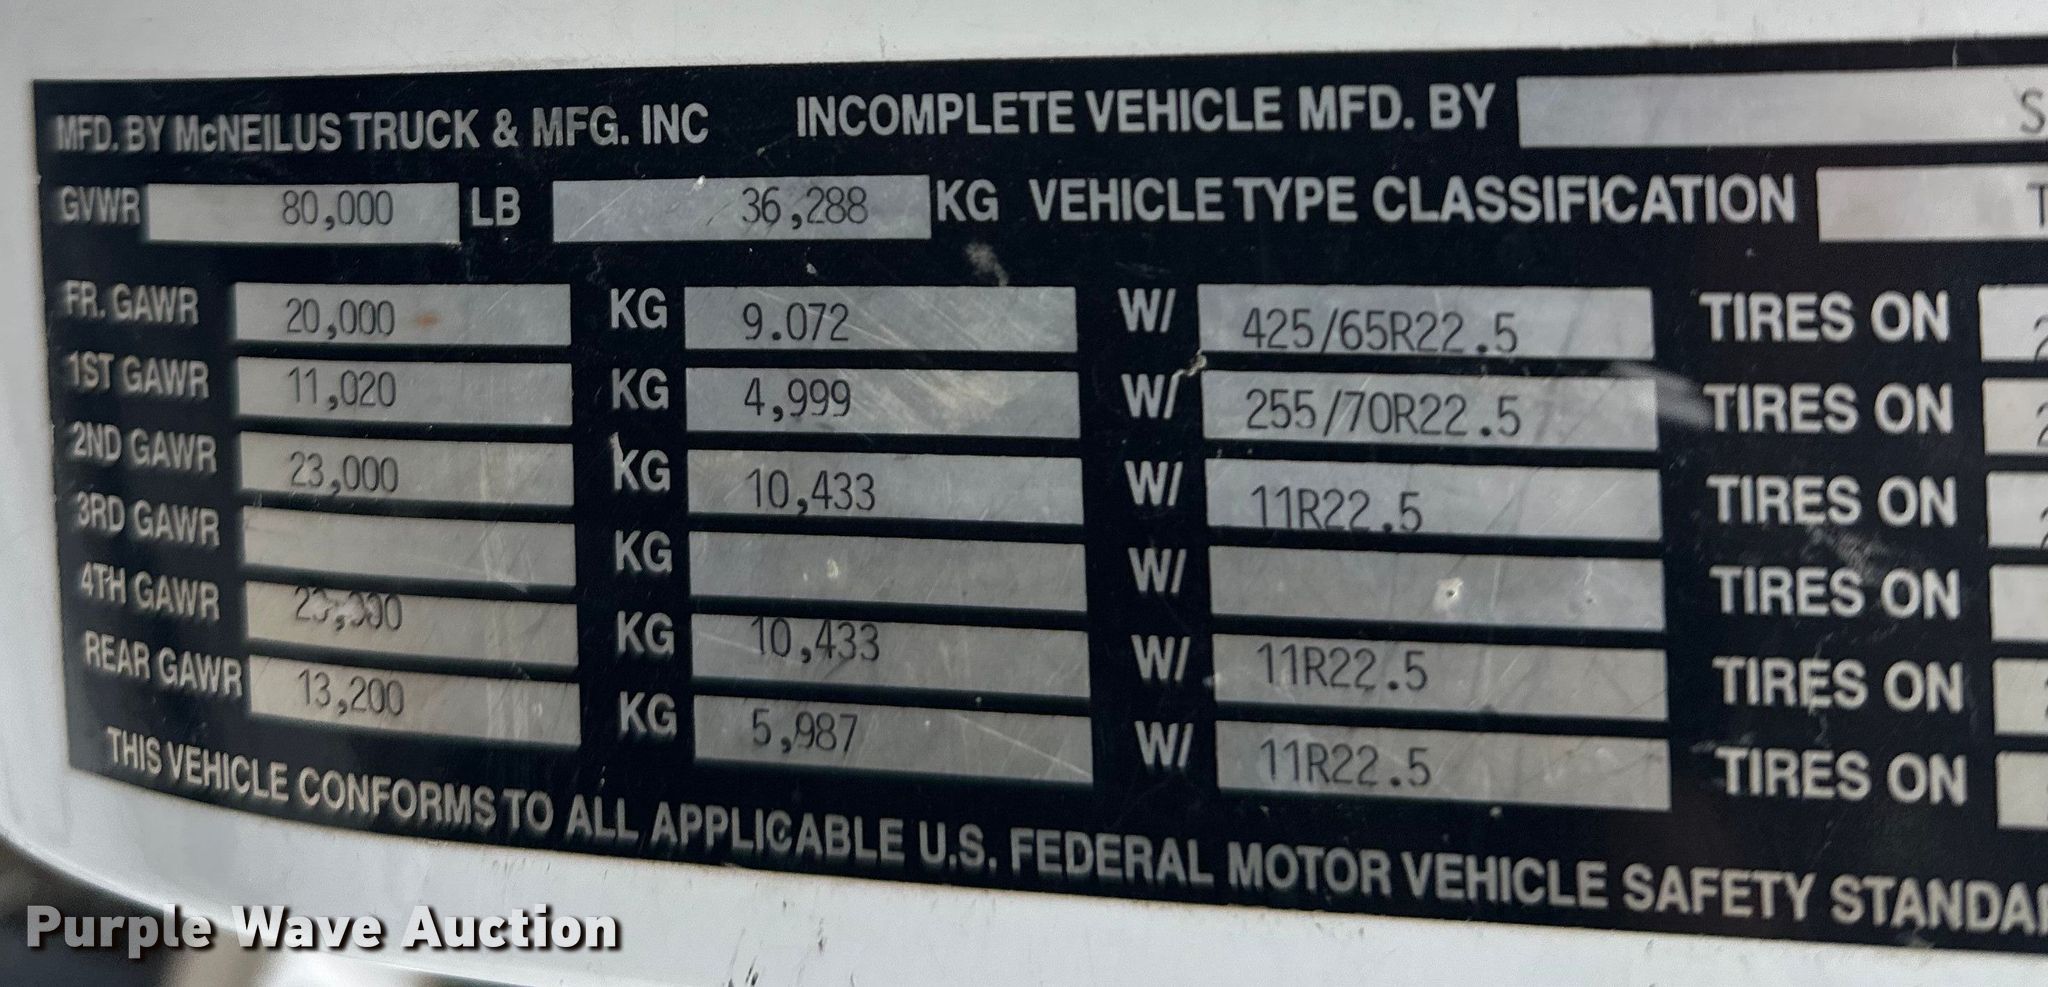 MFD. BY McNEILUS TRUCK & MFG. INC INCOMPLETE VEHICLE MFD. BY S
GVWR 80,000 LB 36,288 KG VEHICLE TYPE CLASSIFICATION T
FR. GAWR 20,000 KG 9.072 W/ 425/65R22.5 TIRES ON
1ST GAWR 11,020 KG 4,999 W/ 255/70R22.5 TIRES ON
2ND GAWR 23,000 KG 10,433 W/ 11R22.5 TIRES ON
3RD GAWR KG W/ TIRES ON
4TH GAWR KG 10,433 W/ 11R22.5 TIRES ON
REAR GAWR 13,200 KG 5,987 W/ 11R22.5 TIRES ON
THIS VEHICLE CONFORMS TO ALL APPLICABLE U.S. FEDERAL MOTOR VEHICLE SAFETY STANDA
Purple Wave Auction